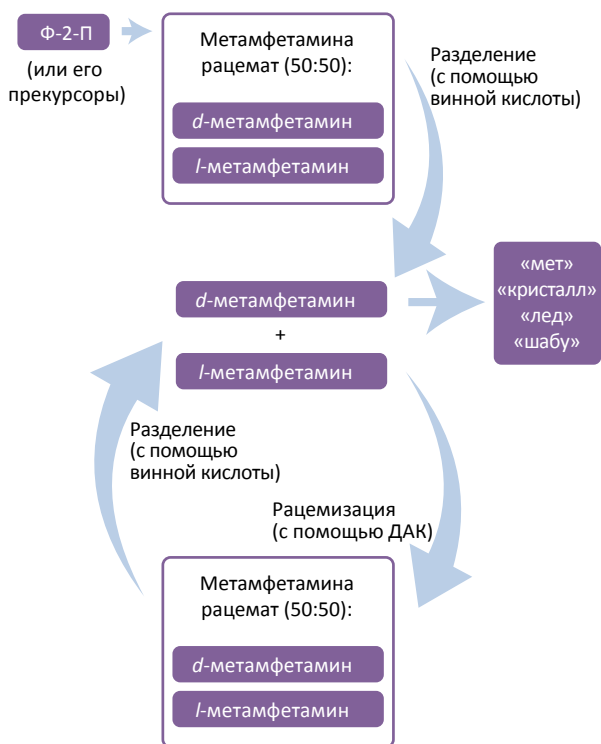 Ф-2-П
(или его
прекурсоры)
Метамфетамина
рацемат (50:50):
d-метамфетамин
l-метамфетамин
Разделение
(с помощью
винной кислоты)
d-метамфетамин
+
l-метамфетамин
«мет»
«кристалл»
«лед»
«шабу»
Разделение
(с помощью
винной кислоты)
Рацемизация
(с помощью ДАК)
Метамфетамина
рацемат (50:50):
d-метамфетамин
l-метамфетамин